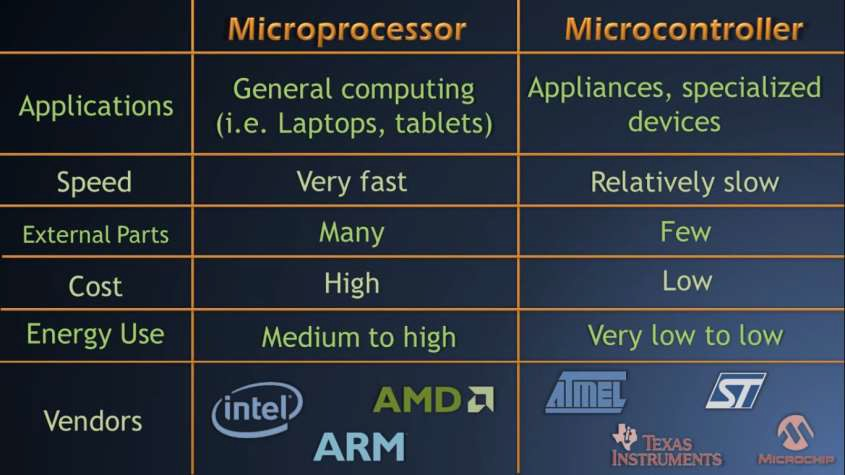 Microprocessor Microcontroller
Applications
General computing
(i.e. Laptops, tablets)
Appliances, specialized
devices
Speed Very fast Relatively slow
External Parts Many Few
Cost High Low
Energy Use Medium to high Very low to low
Vendors
intel
AMD
ARM
ATMEL
ST
TEXAS
INSTRUMENTS
MICROCHIP